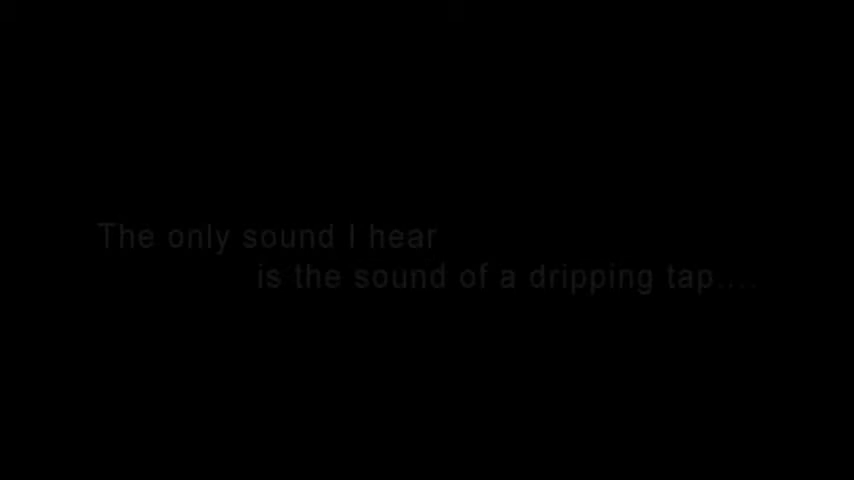 The only sound I hear
is the sound of a dripping tap....